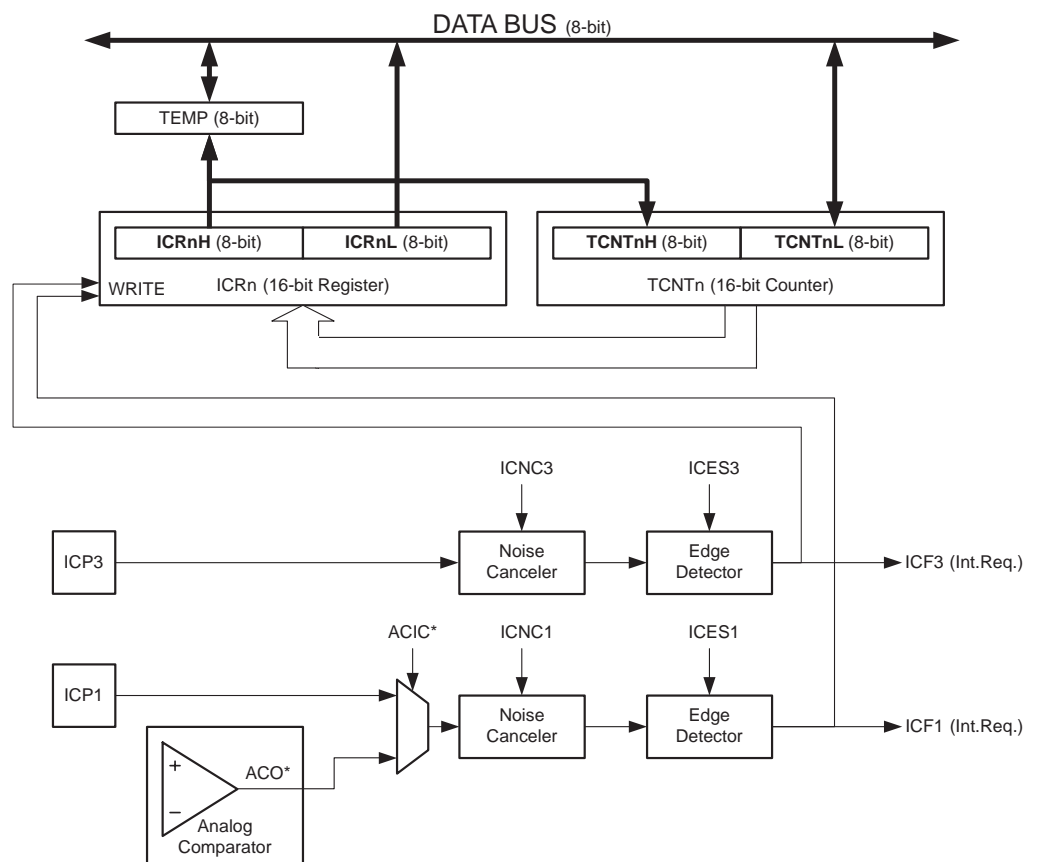 DATA BUS (8-bit)
TEMP (8-bit)
ICRnH (8-bit)
ICRnL (8-bit)
TCNTnH (8-bit)
TCNTnL (8-bit)
WRITE
ICRn (16-bit Register)
TCNTn (16-bit Counter)
ICNC3
ICES3
ICP3
Noise
Canceler
Edge
Detector
ICF3 (Int.Req.)
ACIC*
ICNC1
ICES1
ICP1
Noise
Canceler
Edge
Detector
ICF1 (Int.Req.)
+
ACO*
−
Analog
Comparator